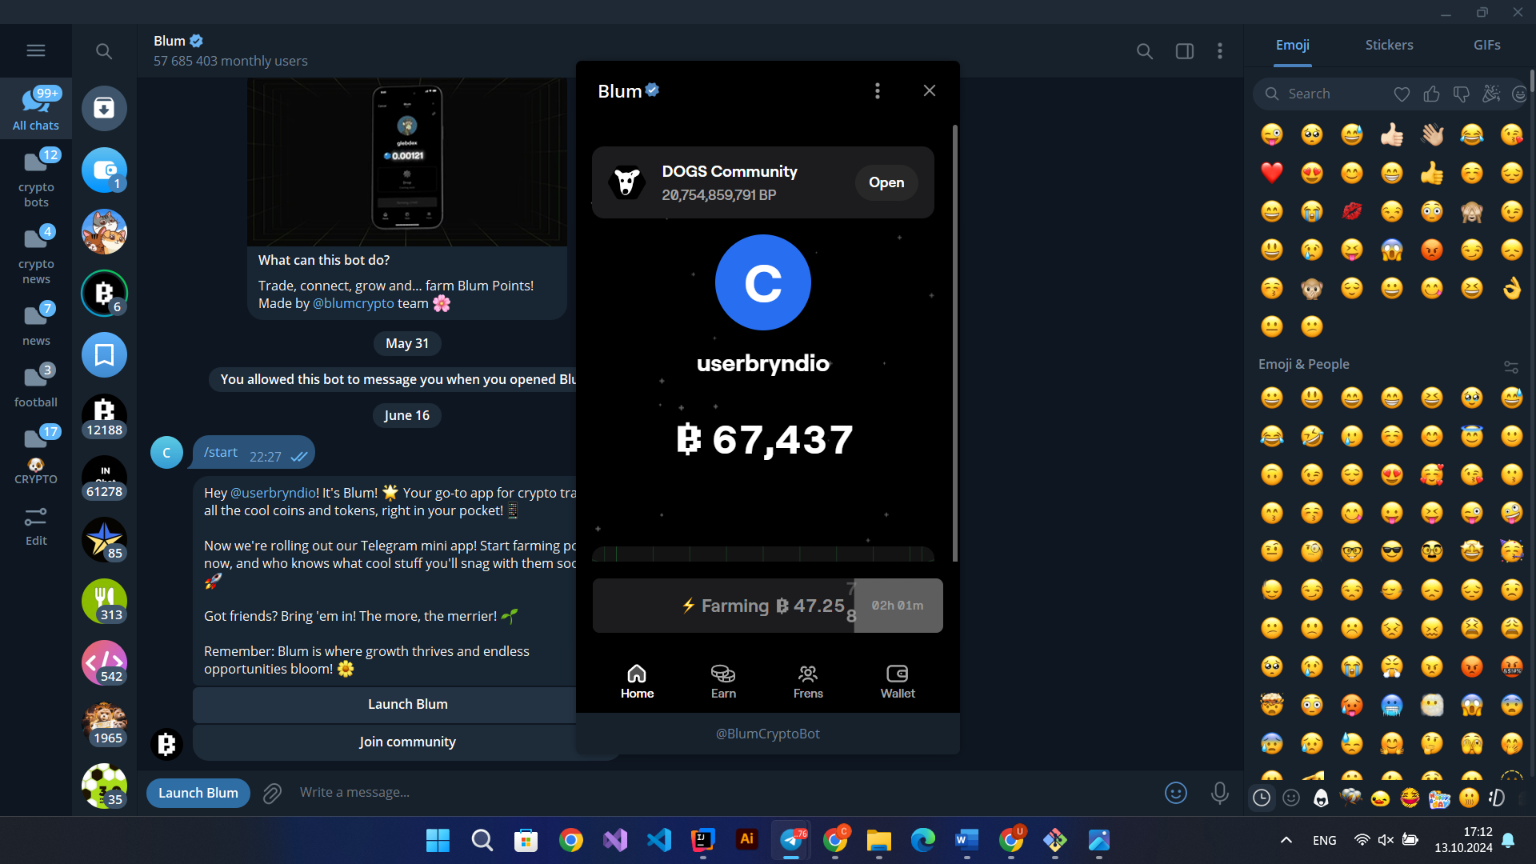 Blum
57 685 403 monthly users
99+
All chats
12
crypto
bots
4
crypto
news
7
news
3
football
17
CRYPTO
Edit
1
6
12188
IN
61278
85
313
542
1965
35
globdex
0.00121
What can this bot do?
Trade, connect, grow and... farm Blum Points!
Made by @blumcrypto team 🌸
May 31
You allowed this bot to message you when you opened Blu
June 16
C
/start 22:27
Hey @userbryndio! It's Blum! 🌟 Your go-to app for crypto tra
all the cool coins and tokens, right in your pocket!
Now we're rolling out our Telegram mini app! Start farming po
now, and who knows what cool stuff you'll snag with them soo
🚀
Got friends? Bring 'em in! The more, the merrier! 🌱
Remember: Blum is where growth thrives and endless
opportunities bloom! 🌼
Launch Blum
Join community
Launch Blum
Write a message...
Blum
DOGS Community
20,754,859,791 BP
Open
C
userbryndio
67,437
⚡ Farming 47.25
7
8
02h 01m
Home
Earn
Frens
Wallet
@BlumCryptoBot
Emoji
Stickers
GIFs
Search
Emoji & People
Ai
76
C
U
ENG
17:12
13.10.2024